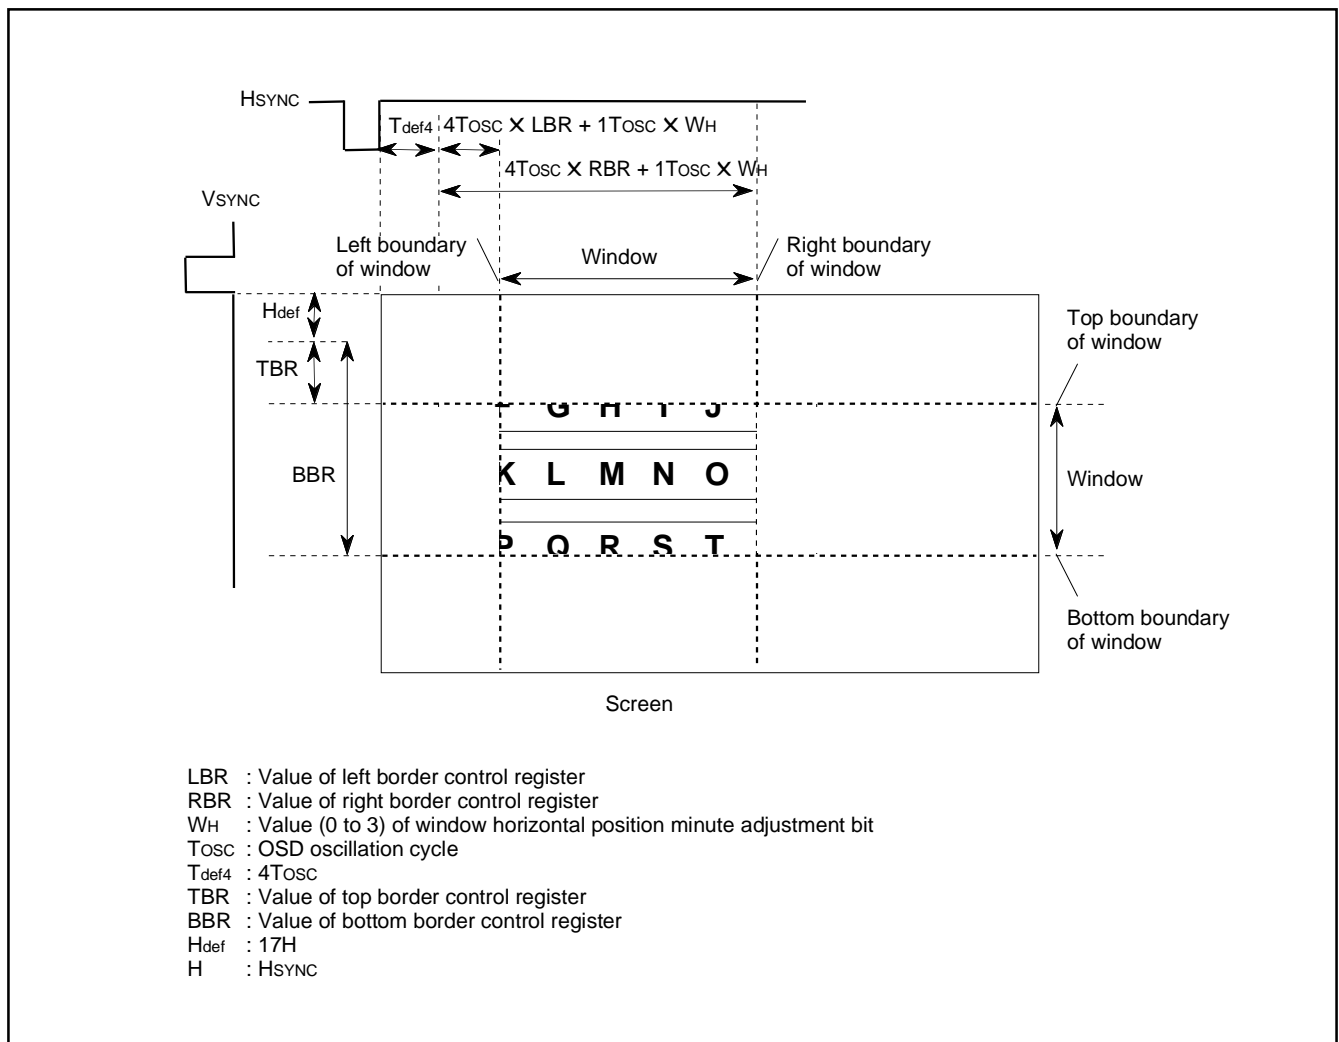 HSYNC
Tdef4 4TOSC X LBR + 1TOSC X WH
4TOSC X RBR + 1TOSC X WH
VSYNC
Left boundary
of window
Window
Right boundary
of window
Hdef
TBR
BBR
Top boundary
of window
G H I J
K L M N O
P Q R S T
Window
Bottom boundary
of window
Screen
LBR : Value of left border control register
RBR : Value of right border control register
WH : Value (0 to 3) of window horizontal position minute adjustment bit
TOSC : OSD oscillation cycle
Tdef4 : 4TOSC
TBR : Value of top border control register
BBR : Value of bottom border control register
Hdef : 17H
H : HSYNC